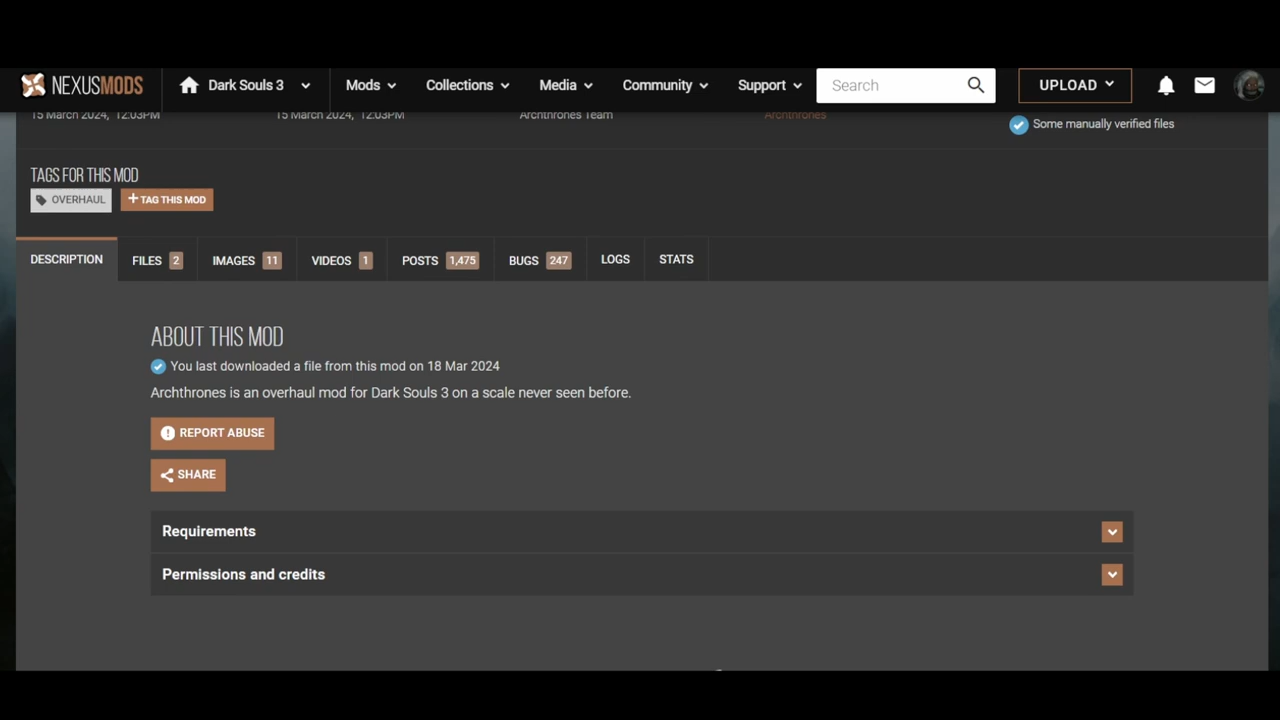 NEXUSMODS Dark Souls 3 Mods Collections Media Community Support Search UPLOAD
15 March 2024, 12:03PM 15 March 2024, 12:03PM Archthrones Team Archthrones
Some manually verified files
TAGS FOR THIS MOD
OVERHAUL + TAG THIS MOD
DESCRIPTION FILES 2 IMAGES 11 VIDEOS 1 POSTS 1,475 BUGS 247 LOGS STATS
ABOUT THIS MOD
You last downloaded a file from this mod on 18 Mar 2024
Archthrones is an overhaul mod for Dark Souls 3 on a scale never seen before.
REPORT ABUSE
SHARE
Requirements
Permissions and credits